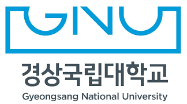 GNU
경상국립대학교
Gyeongsang National University